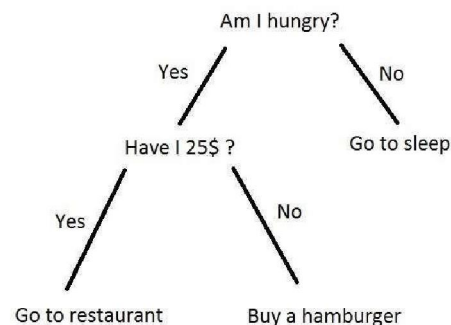 Am I hungry?
Yes
No
Have I 25$ ?
Go to sleep
Yes
No
Go to restaurant
Buy a hamburger